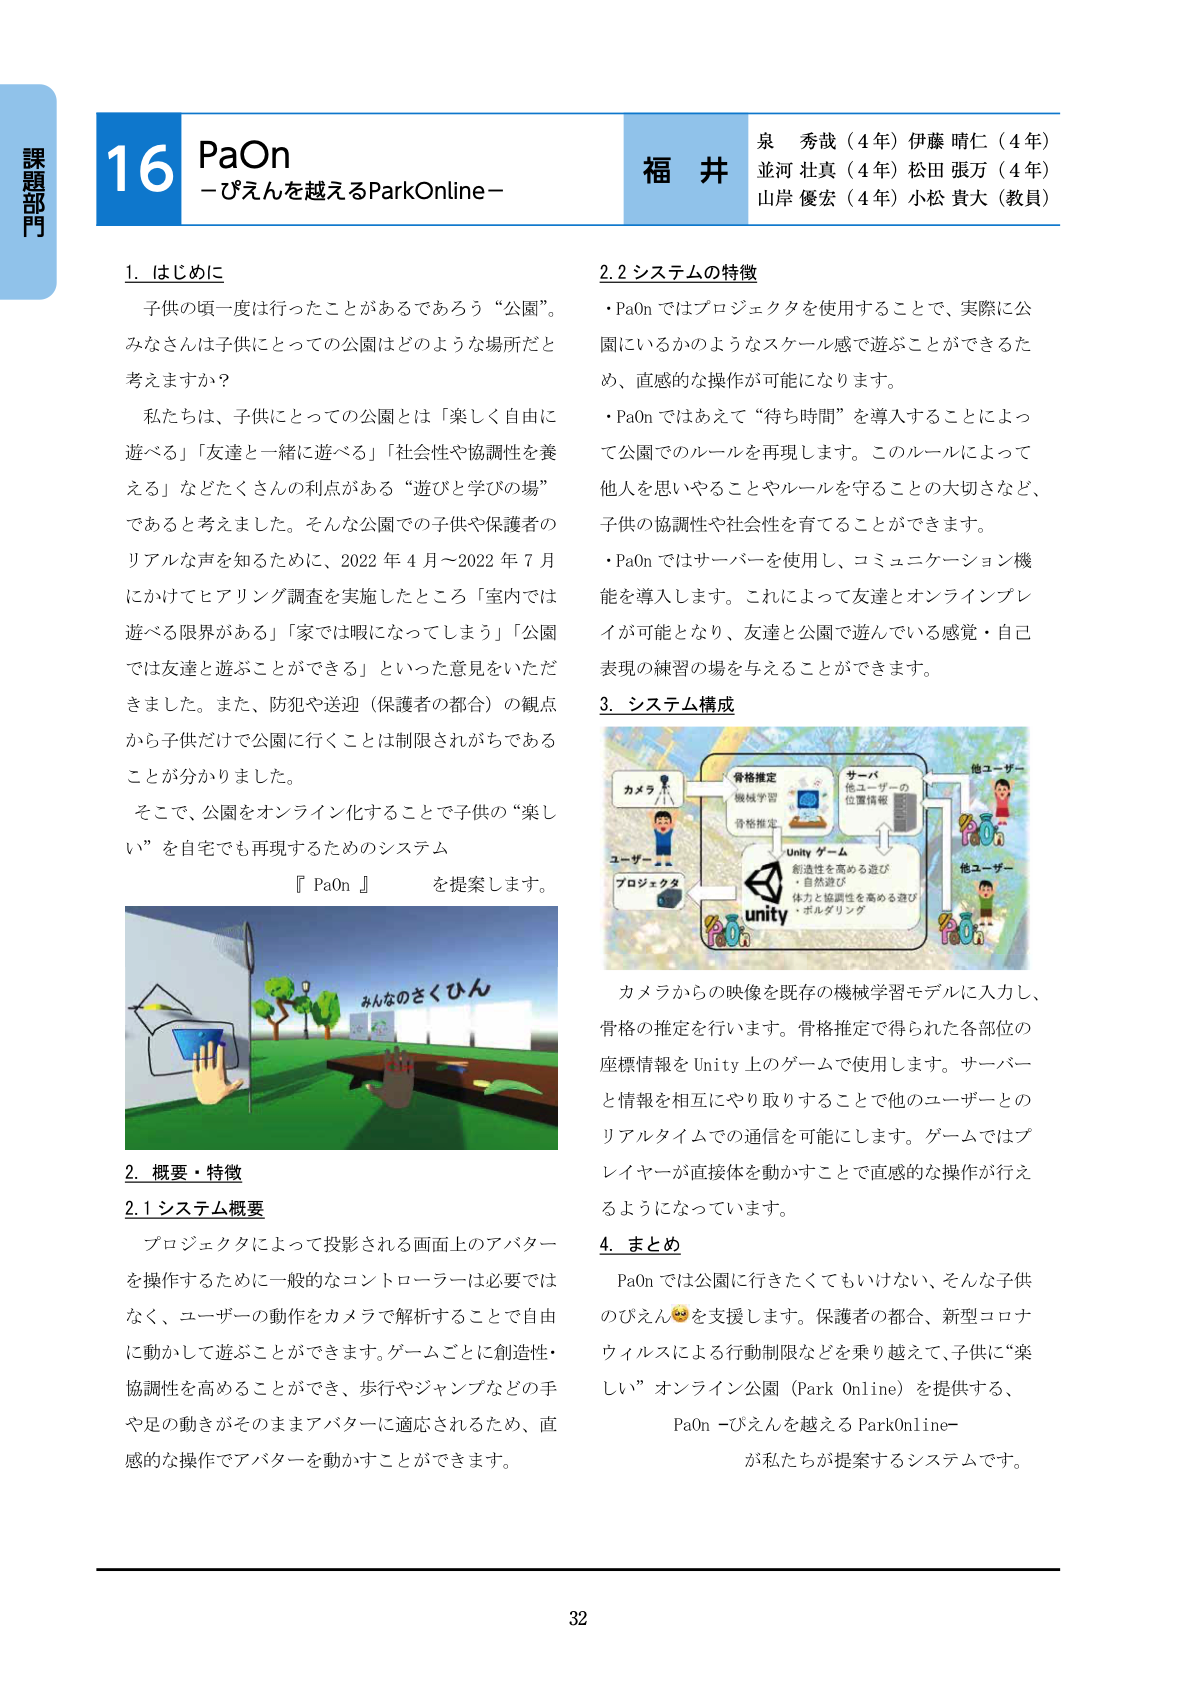 課題部門
16
PaOn
－ぴえんを越えるParkOnline－
福　井
泉　秀哉（４年）伊藤 晴仁（４年）
並河 壮真（４年）松田 張万（４年）
山岸 優宏（４年）小松 貴大（教員）
1. はじめに
子供の頃一度は行ったことがあるであろう“公園”。
みなさんは子供にとっての公園はどのような場所だと
考えますか？
私たちは、子供にとっての公園とは「楽しく自由に
遊べる」「友達と一緒に遊べる」「社会性や協調性を養
える」などたくさんの利点がある“遊びと学びの場”
であると考えました。そんな公園での子供や保護者の
リアルな声を知るために、2022 年 4 月～2022 年 7 月
にかけてヒアリング調査を実施したところ「室内では
遊べる限界がある」「家では暇になってしまう」「公園
では友達と遊ぶことができる」といった意見をいただ
きました。また、防犯や送迎（保護者の都合）の観点
から子供だけで公園に行くことは制限されがちである
ことが分かりました。
そこで、公園をオンライン化することで子供の“楽し
い”を自宅でも再現するためのシステム
『 PaOn 』　　　を提案します。
みんなのさくひん
2. 概要・特徴
2.1 システム概要
プロジェクタによって投影される画面上のアバター
を操作するために一般的なコントローラーは必要では
なく、ユーザーの動作をカメラで解析することで自由
に動かして遊ぶことができます。ゲームごとに創造性・
協調性を高めることができ、歩行やジャンプなどの手
や足の動きがそのままアバターに適応されるため、直
感的な操作でアバターを動かすことができます。
2.2 システムの特徴
・PaOn ではプロジェクタを使用することで、実際に公
園にいるかのようなスケール感で遊ぶことができるた
め、直感的な操作が可能になります。
・PaOn ではあえて“待ち時間”を導入することによっ
て公園でのルールを再現します。このルールによって
他人を思いやることやルールを守ることの大切さなど、
子供の協調性や社会性を育てることができます。
・PaOn ではサーバーを使用し、コミュニケーション機
能を導入します。これによって友達とオンラインプレ
イが可能となり、友達と公園で遊んでいる感覚・自己
表現の練習の場を与えることができます。
3. システム構成
カメラ
ユーザー
プロジェクタ
骨格推定
機械学習
骨格推定
サーバ
他ユーザーの
位置情報
他ユーザー
PaOn
他ユーザー
PaOn
Unity ゲーム
創造性を高める遊び
・自然遊び
体力と協調性を高める遊び
・ボルダリング
unity
PaOn
カメラからの映像を既存の機械学習モデルに入力し、
骨格の推定を行います。骨格推定で得られた各部位の
座標情報を Unity 上のゲームで使用します。サーバー
と情報を相互にやり取りすることで他のユーザーとの
リアルタイムでの通信を可能にします。ゲームではプ
レイヤーが直接体を動かすことで直感的な操作が行え
るようになっています。
4. まとめ
PaOn では公園に行きたくてもいけない、そんな子供
のぴえん🥺を支援します。保護者の都合、新型コロナ
ウィルスによる行動制限などを乗り越えて、子供に“楽
しい”オンライン公園（Park Online）を提供する、
PaOn －ぴえんを越える ParkOnline－
が私たちが提案するシステムです。
32